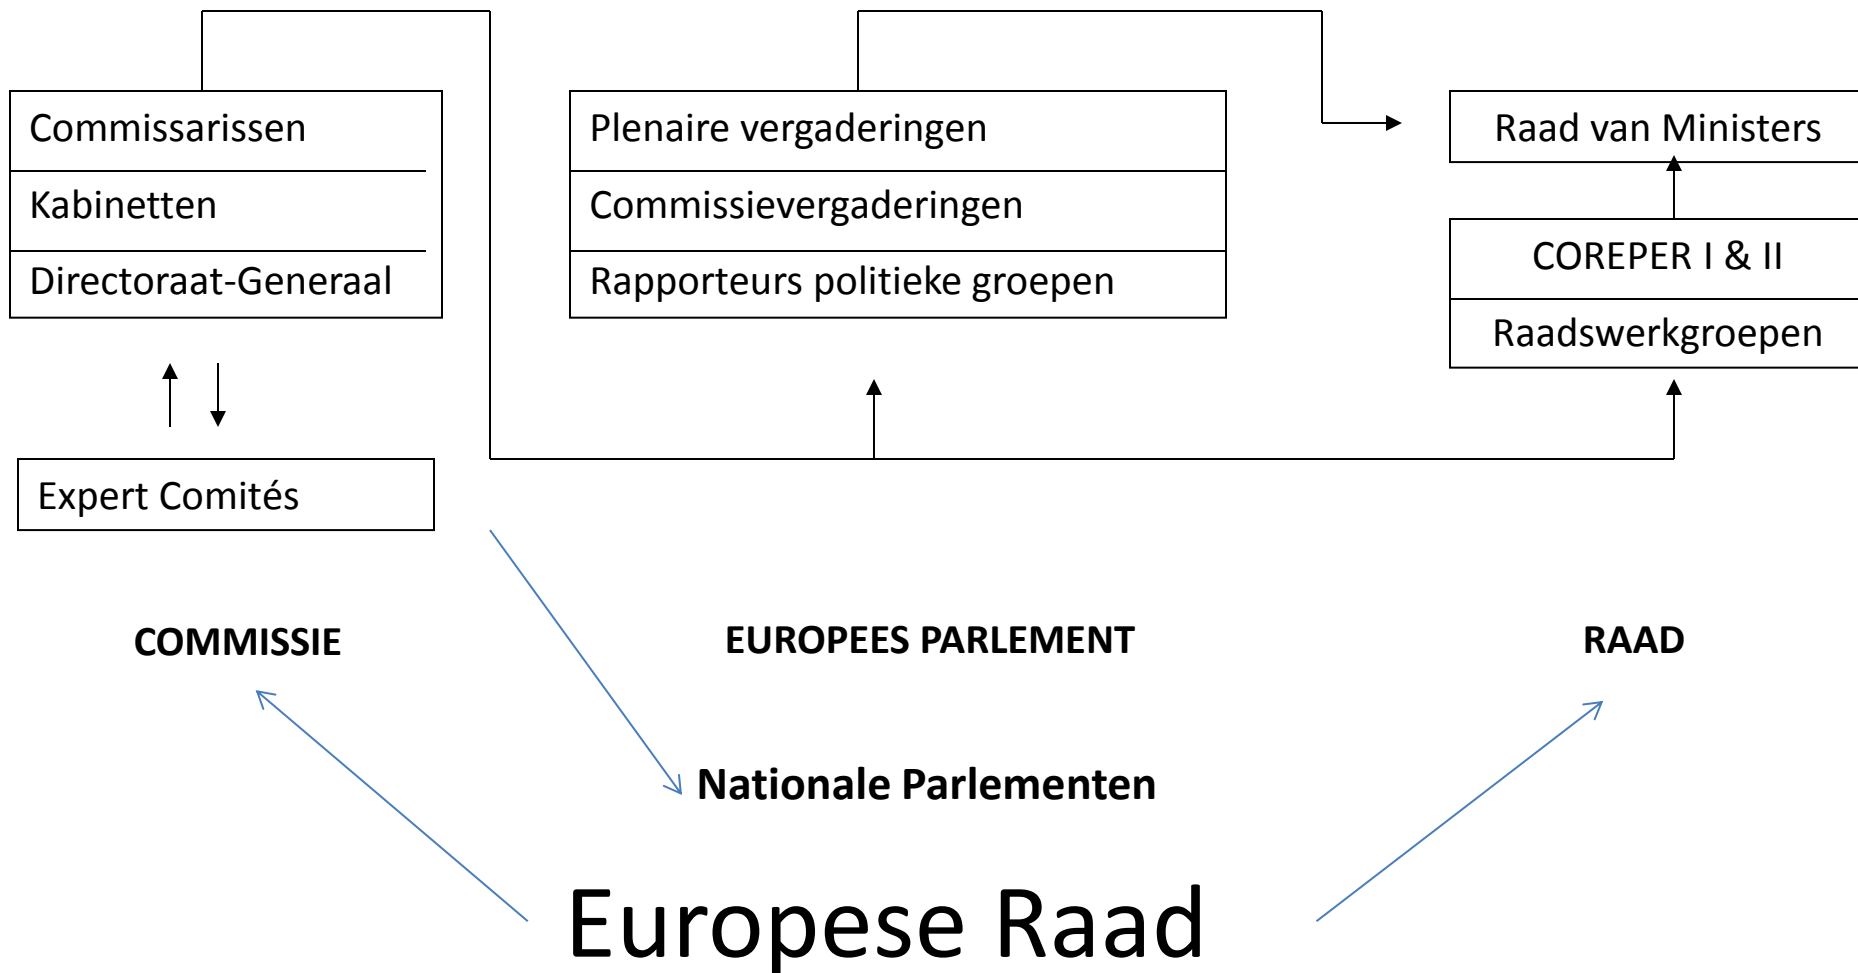 Commissarissen
Kabinetten
Directoraat-Generaal
Expert Comités
Plenaire vergaderingen
Commissievergaderingen
Rapporteurs politieke groepen
Raad van Ministers
COREPER I & II
Raadswerkgroepen
COMMISSIE
EUROPEES PARLEMENT
RAAD
Nationale Parlementen
Europese Raad